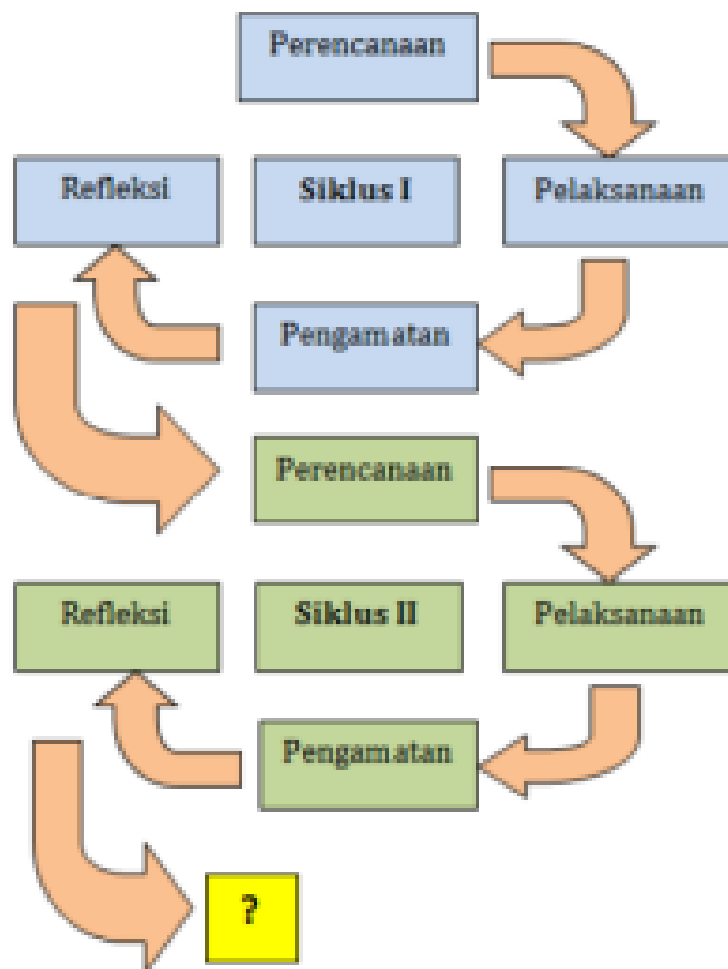 Perencanaan
Refleksi
Siklus I
Pelaksanaan
Pengamatan
Perencanaan
Refleksi
Siklus II
Pelaksanaan
Pengamatan
?